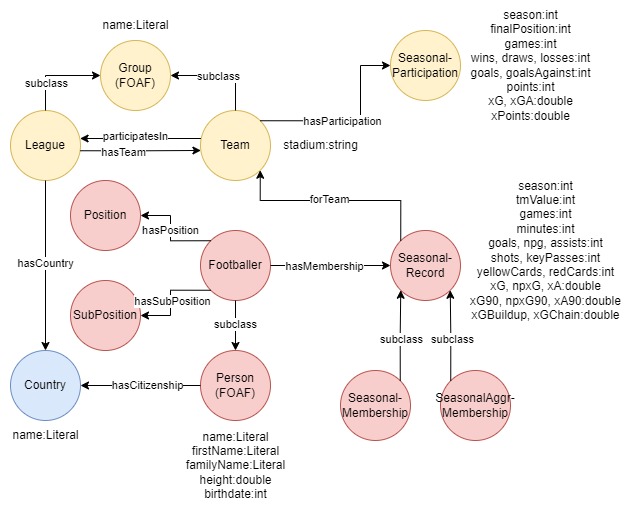 name:Literal
Group
(FOAF)
subclass
subclass
Seasonal-
Participation
season:int
finalPosition:int
games:int
wins, draws, losses:int
goals, goalsAgainst:int
points:int
xG, xGA:double
xPoints:double
hasParticipation
League
participatesIn
hasTeam
Team
stadium:string
Position
hasPosition
forTeam
hasCountry
Footballer
hasMembership
Seasonal-
Record
season:int
tmValue:int
games:int
minutes:int
goals, npg, assists:int
shots, keyPasses:int
yellowCards, redCards:int
xG, npxG, xA:double
xG90, npxG90, xA90:double
xGBuildup, xGChain:double
hasSubPosition
SubPosition
subclass
subclass
subclass
Country
hasCitizenship
Person
(FOAF)
Seasonal-
Membership
SeasonalAggr-
Membership
name:Literal
name:Literal
firstName:Literal
familyName:Literal
height:double
birthdate:int